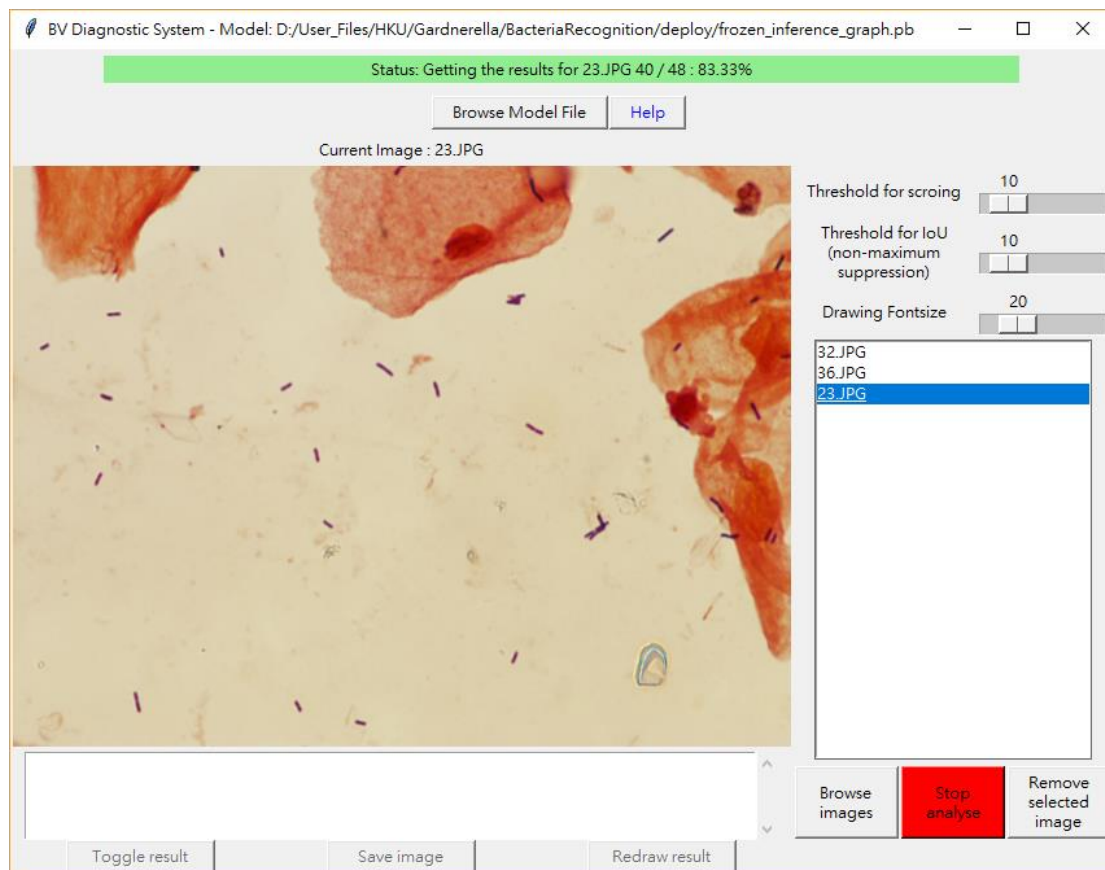 BV Diagnostic System - Model: D:/User_Files/HKU/Gardnerella/BacteriaRecognition/deploy/frozen_inference_graph.pb
Status: Getting the results for 23.JPG 40 / 48 : 83.33%
Browse Model File
Help
Current Image : 23.JPG
Threshold for scroing
10
Threshold for IoU
(non-maximum
suppression)
10
Drawing Fontsize
20
32.JPG
36.JPG
23.JPG
Browse
images
Stop
analyse
Remove
selected
image
Toggle result
Save image
Redraw result